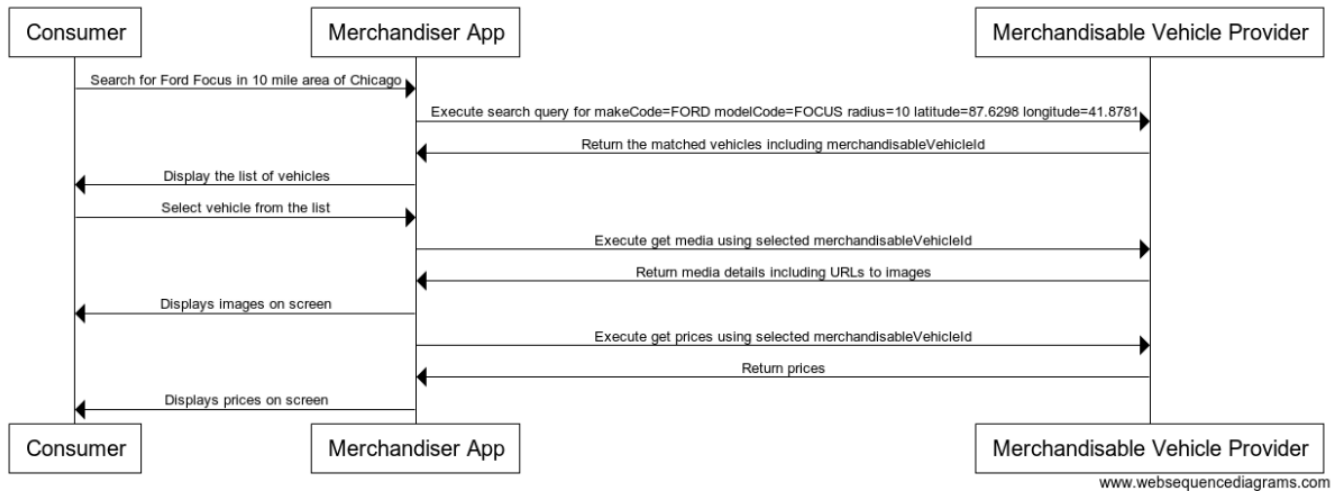 Consumer
Merchandiser App
Merchandisable Vehicle Provider
Search for Ford Focus in 10 mile area of Chicago
Execute search query for makeCode=FORD modelCode=FOCUS radius=10 latitude=87.6298 longitude=41.8781
Return the matched vehicles including merchandisableVehicleId
Display the list of vehicles
Select vehicle from the list
Execute get media using selected merchandisableVehicleId
Return media details including URLs to images
Displays images on screen
Execute get prices using selected merchandisableVehicleId
Return prices
Displays prices on screen
Consumer
Merchandiser App
Merchandisable Vehicle Provider
www.websequencediagrams.com